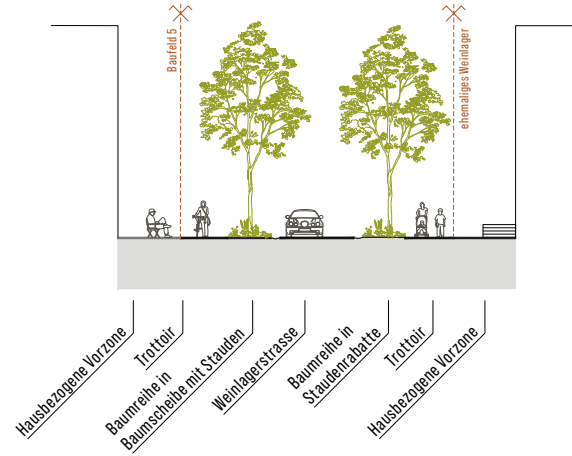 Baufeld 5
ehemaliges Weinlager
Hausbezogene Vorzone
Trottoir
Baumreihe in
Baumscheibe mit Stauden
Weinlagerstrasse
Baumreihe in
Staudenrabatte
Trottoir
Hausbezogene Vorzone